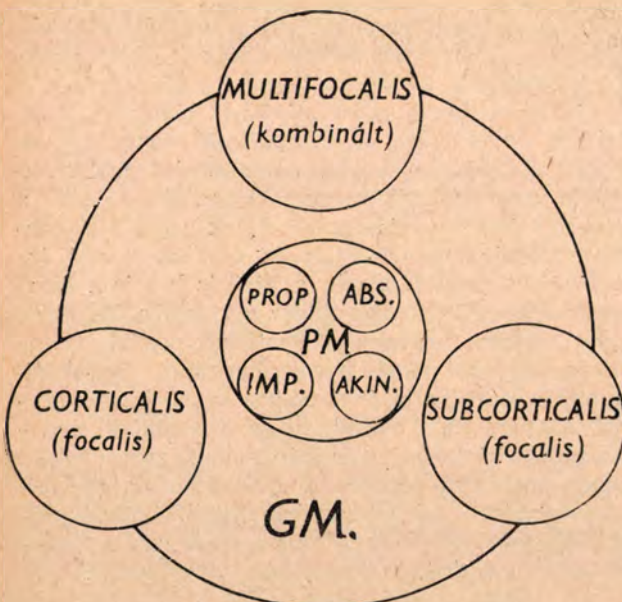 MULTIFOCALIS
(kombinált)
PROP ABS.
PM
IMP. AKIN.
CORTICALIS
(focalis)
SUBCORTICALIS
(focalis)
GM.